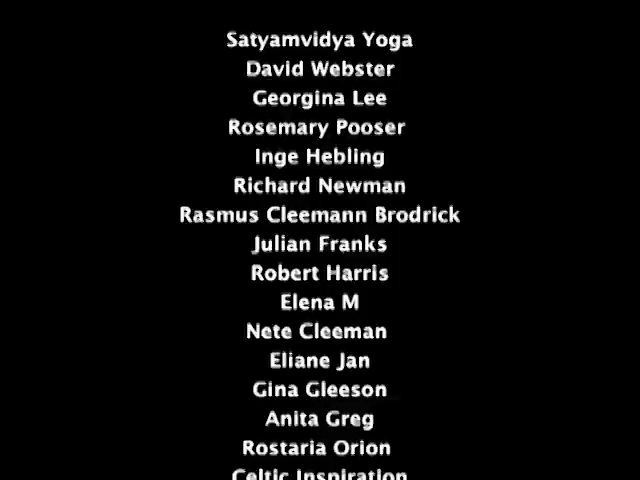 Satyamvidya Yoga
David Webster
Georgina Lee
Rosemary Pooser
Inge Hebling
Richard Newman
Rasmus Cleemann Brodrick
Julian Franks
Robert Harris
Elena M
Nete Cleeman
Eliane Jan
Gina Gleeson
Anita Greg
Rostaria Orion
Celtic Inspiration